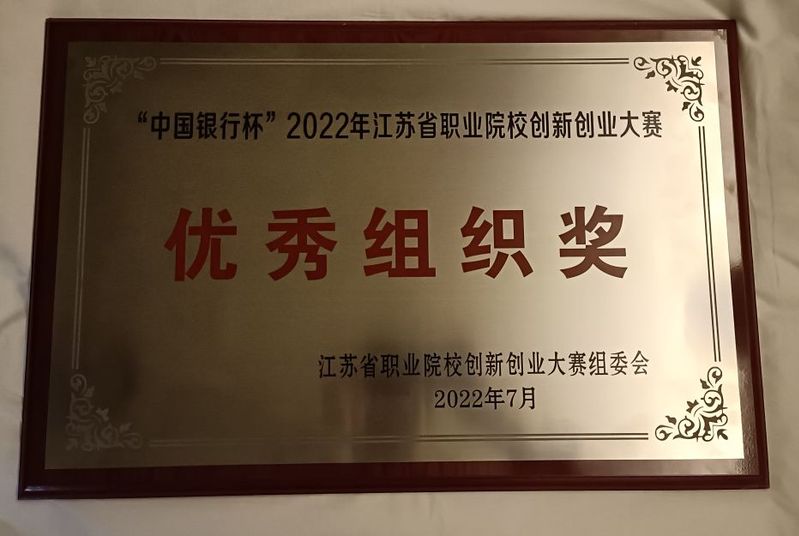 “中国银行杯”2022年江苏省职业院校创新创业大赛
优秀组织奖
江苏省职业院校创新创业大赛组委会
2022年7月